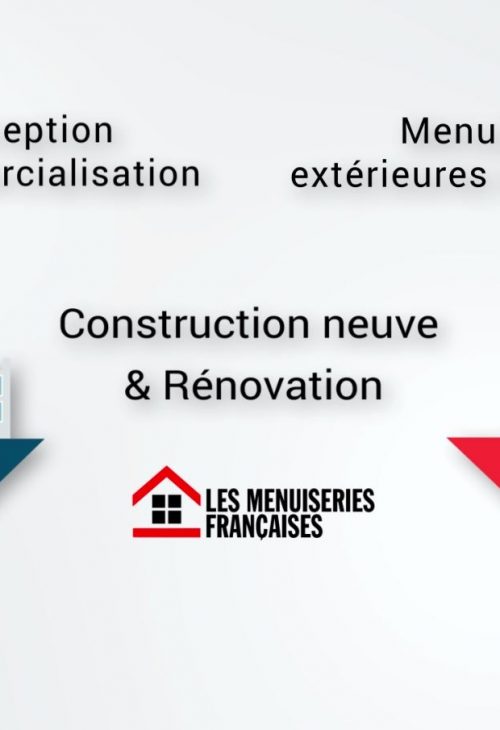 eption
rcialisation
Menu
extérieures
Construction neuve
& Rénovation
LES MENUISERIES
FRANÇAISES